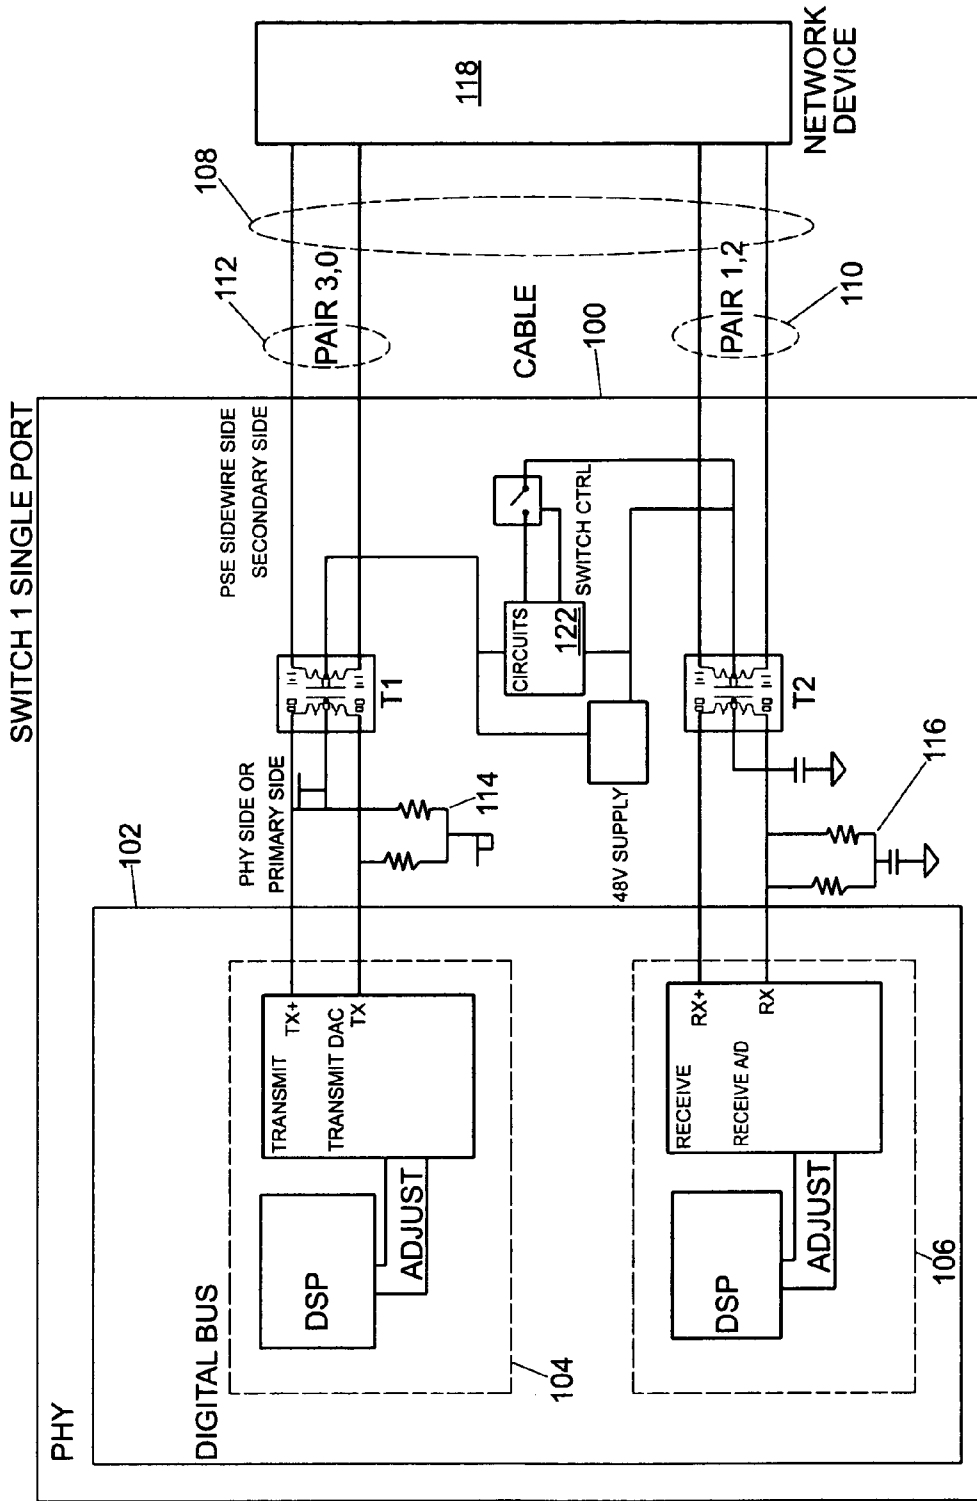 SWITCH 1 SINGLE PORT
PHY
102
DIGITAL BUS
DSP
ADJUST
TRANSMIT
TX+
TRANSMIT DAC
TX
104
PHY SIDE OR
PRIMARY SIDE
114
T1
PSE SIDEWIRE SIDE
SECONDARY SIDE
112
PAIR 3,0
108
118
NETWORK
DEVICE
CABLE
100
48V SUPPLY
CIRCUITS
122
SWITCH CTRL
DSP
ADJUST
RECEIVE
RX+
RECEIVE A/D
RX
106
116
T2
PAIR 1,2
110